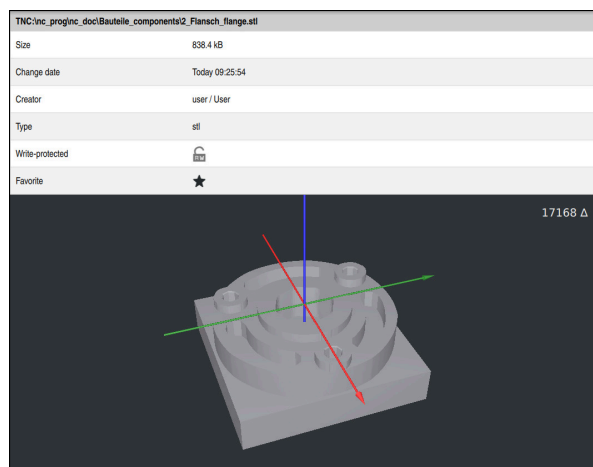 TNC:\nc_prog\nc_doc\Bauteile_components\2_Flansch_flange.stl
Size 838.4 kB
Change date Today 09:25:54
Creator user / User
Type stl
Write-protected
Favorite
17168 Δ